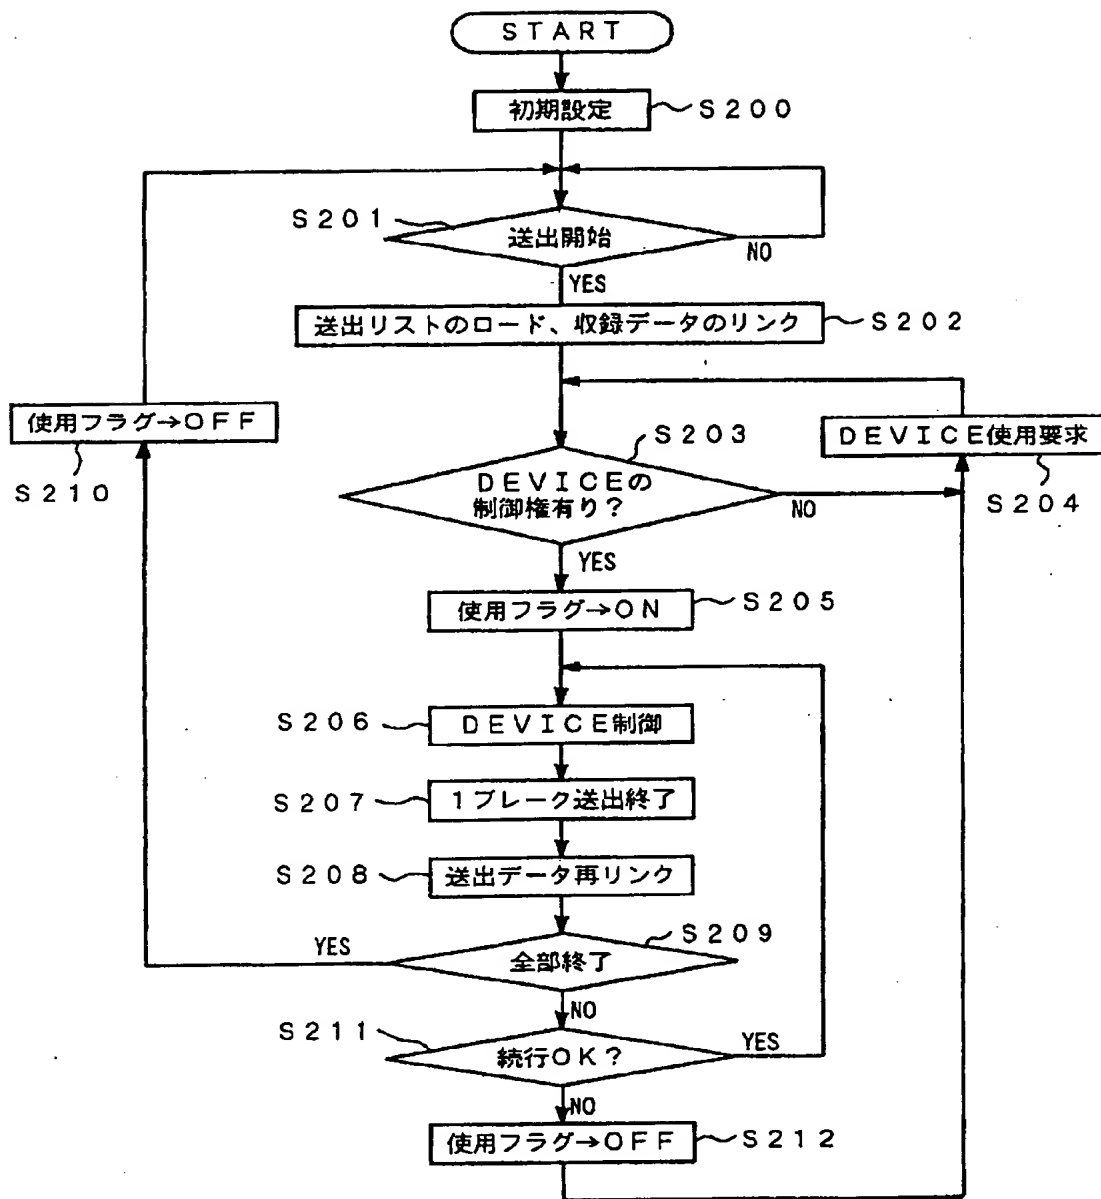 ＳＴＡＲＴ
初期設定
Ｓ２００
Ｓ２０１
送出開始
NO
YES
送出リストのロード、収録データのリンク
Ｓ２０２
使用フラグ→ＯＦＦ
Ｓ２１０
Ｓ２０３
ＤＥＶＩＣＥの
制御権有り？
NO
ＤＥＶＩＣＥ使用要求
Ｓ２０４
YES
使用フラグ→ＯＮ
Ｓ２０５
Ｓ２０６
ＤＥＶＩＣＥ制御
Ｓ２０７
１ブレーク送出終了
Ｓ２０８
送出データ再リンク
Ｓ２０９
YES
全部終了
NO
Ｓ２１１
続行ＯＫ？
YES
NO
使用フラグ→ＯＦＦ
Ｓ２１２